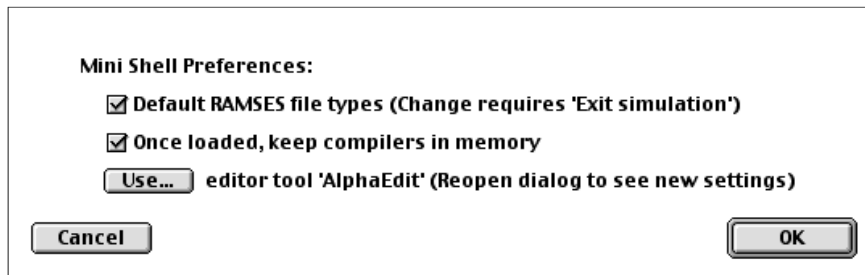 Mini Shell Preferences:
Default RAMSES file types (Change requires 'Exit simulation')
Once loaded, keep compilers in memory
Use... editor tool 'AlphaEdit' (Reopen dialog to see new settings)
Cancel OK